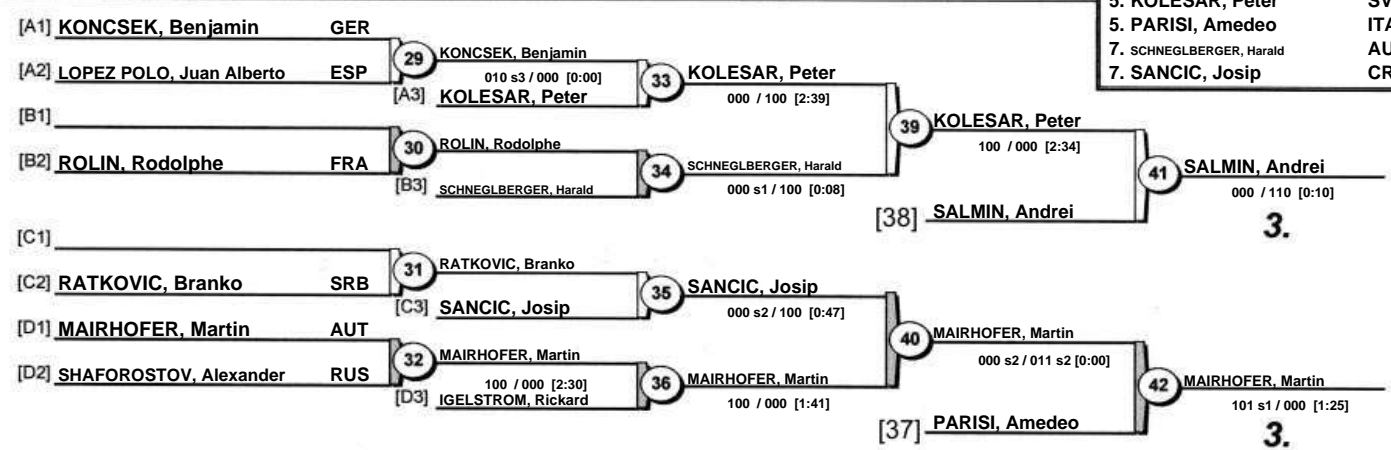 5. KOLESAR, Peter SV
5. PARISI, Amedeo ITA
7. SCHNEGLBERGER, Harald AU
7. SANCIC, Josip CR
[A1] KONCSEK, Benjamin GER
[A2] LOPEZ POLO, Juan Alberto ESP
29 KONCSEK, Benjamin
010 s3 / 000 [0:00]
[A3] KOLESAR, Peter
33 KOLESAR, Peter
000 / 100 [2:39]
[B1]
[B2] ROLIN, Rodolphe FRA
30 ROLIN, Rodolphe
[B3] SCHNEGLBERGER, Harald
34 SCHNEGLBERGER, Harald
000 s1 / 100 [0:08]
39 KOLESAR, Peter
100 / 000 [2:34]
[38] SALMIN, Andrei
41 SALMIN, Andrei
000 / 110 [0:10]
3.
[C1]
[C2] RATKOVIC, Branko SRB
31 RATKOVIC, Branko
[C3] SANCIC, Josip
35 SANCIC, Josip
000 s2 / 100 [0:47]
[D1] MAIRHOFER, Martin AUT
[D2] SHAFOROSTOV, Alexander RUS
32 MAIRHOFER, Martin
100 / 000 [2:30]
[D3] IGELSTROM, Rickard
36 MAIRHOFER, Martin
100 / 000 [1:41]
40 MAIRHOFER, Martin
000 s2 / 011 s2 [0:00]
[37] PARISI, Amedeo
42 MAIRHOFER, Martin
101 s1 / 000 [1:25]
3.